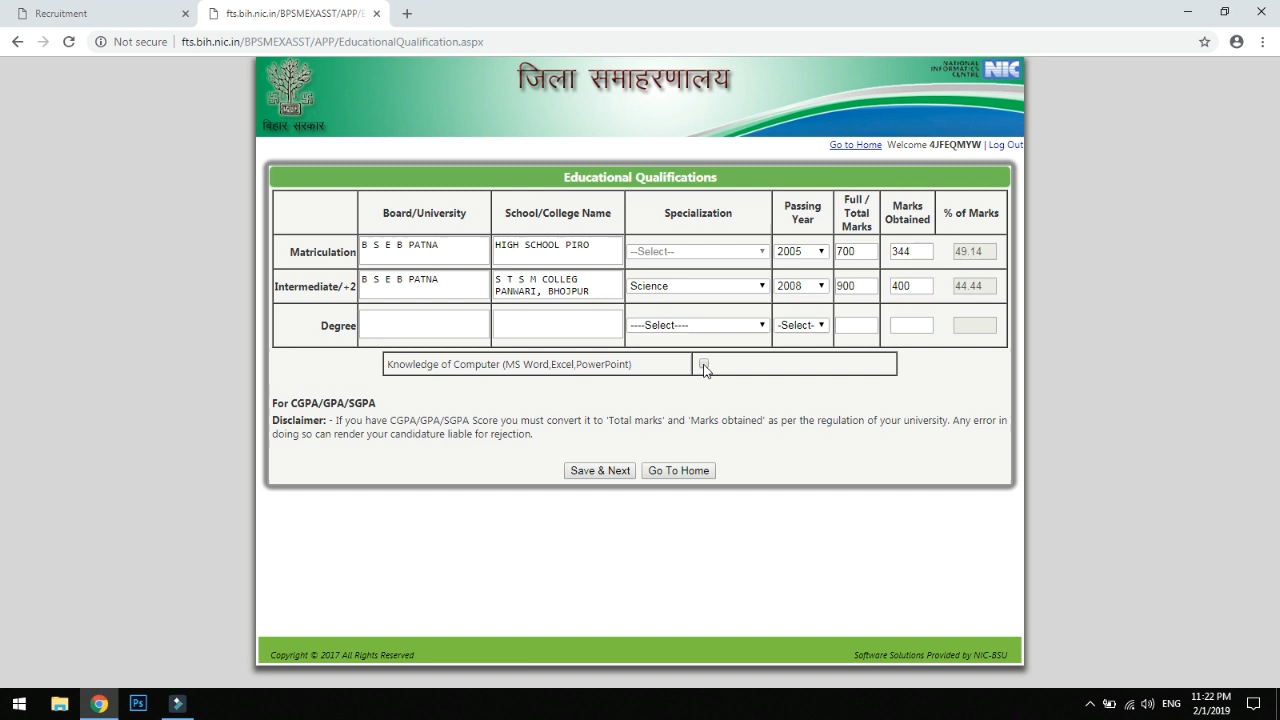 Recruitment
fts.bih.nic.in/BPSMEXASST/APP/E
Not secure | fts.bih.nic.in/BPSMEXASST/APP/EducationalQualification.aspx
बिहार सरकार
जिला समाहरणालय
NATIONAL
INFORMATICS
CENTRE
NIC
Go to Home Welcome 4JFEQMYW | Log Out
Educational Qualifications
Board/University School/College Name Specialization Passing Year Full / Total Marks Marks Obtained % of Marks
Matriculation B S E B PATNA HIGH SCHOOL PIRO --Select-- 2005 700 344 49.14
Intermediate/+2 B S E B PATNA S T S M COLLEG PANWARI, BHOJPUR Science 2008 900 400 44.44
Degree ----Select---- -Select-
Knowledge of Computer (MS Word,Excel,PowerPoint)
For CGPA/GPA/SGPA
Disclaimer: - If you have CGPA/GPA/SGPA Score you must convert it to 'Total marks' and 'Marks obtained' as per the regulation of your university. Any error in
doing so can render your candidature liable for rejection.
Save & Next Go To Home
Copyright © 2017 All Rights Reserved Software Solutions Provided by NIC-BSU
Ps
ENG
11:22 PM
2/1/2019